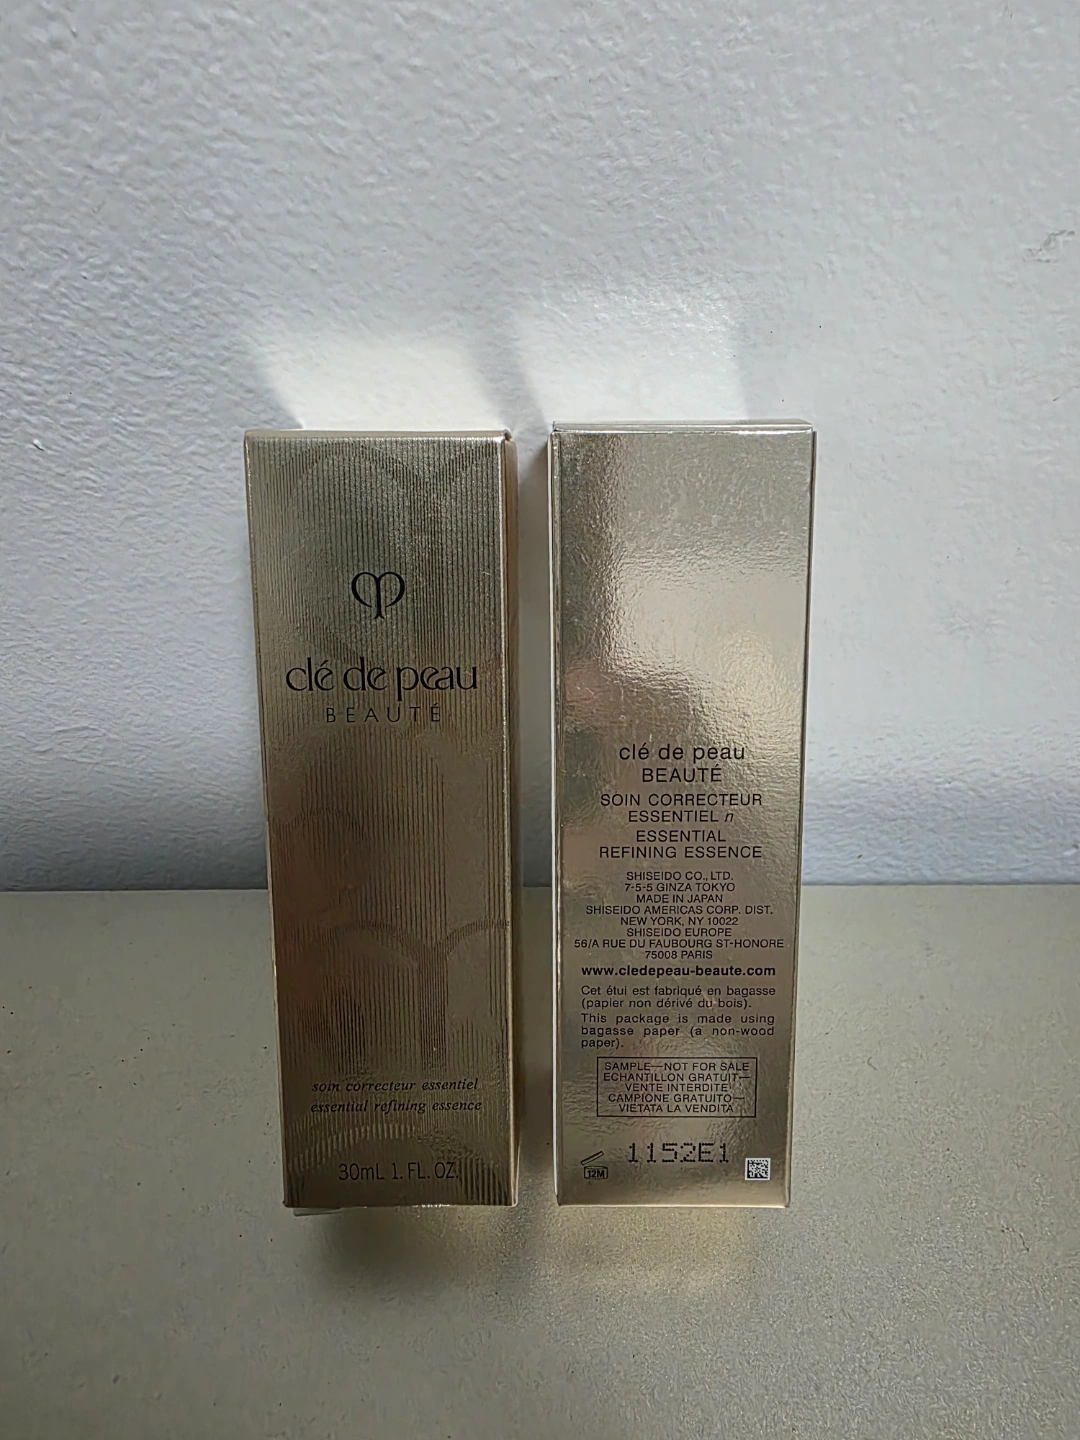 clé de peau
BEAUTÉ
soin correcteur essentiel
essential refining essence
30mL 1. FL. OZ.
clé de peau
BEAUTÉ
SOIN CORRECTEUR
ESSENTIEL n
ESSENTIAL
REFINING ESSENCE
SHISEIDO CO., LTD.
7-5-5 GINZA TOKYO
MADE IN JAPAN
SHISEIDO AMERICAS CORP. DIST.
NEW YORK, NY 10022
SHISEIDO EUROPE
56/A RUE DU FAUBOURG ST-HONORE
75008 PARIS
www.cledepeau-beaute.com
Cet étui est fabriqué en bagasse
(papier non dérivé du bois).
This package is made using
bagasse paper (a non-wood
paper).
SAMPLE—NOT FOR SALE
ECHANTILLON GRATUIT—
VENTE INTERDITE
CAMPIONE GRATUITO—
VIETATA LA VENDITA
12M
1152E1